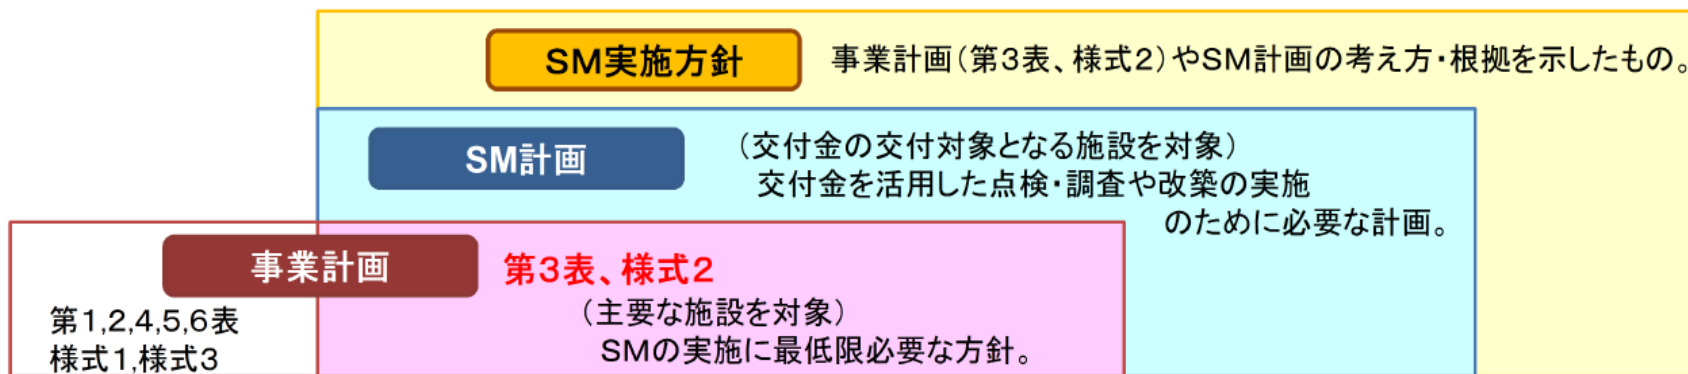 SM実施方針
事業計画(第3表、様式2)やSM計画の考え方・根拠を示したもの。
SM計画
(交付金の交付対象となる施設を対象)
交付金を活用した点検・調査や改築の実施
のために必要な計画。
事業計画
第3表、様式2
(主要な施設を対象)
SMの実施に最低限必要な方針。
第1,2,4,5,6表
様式1,様式3